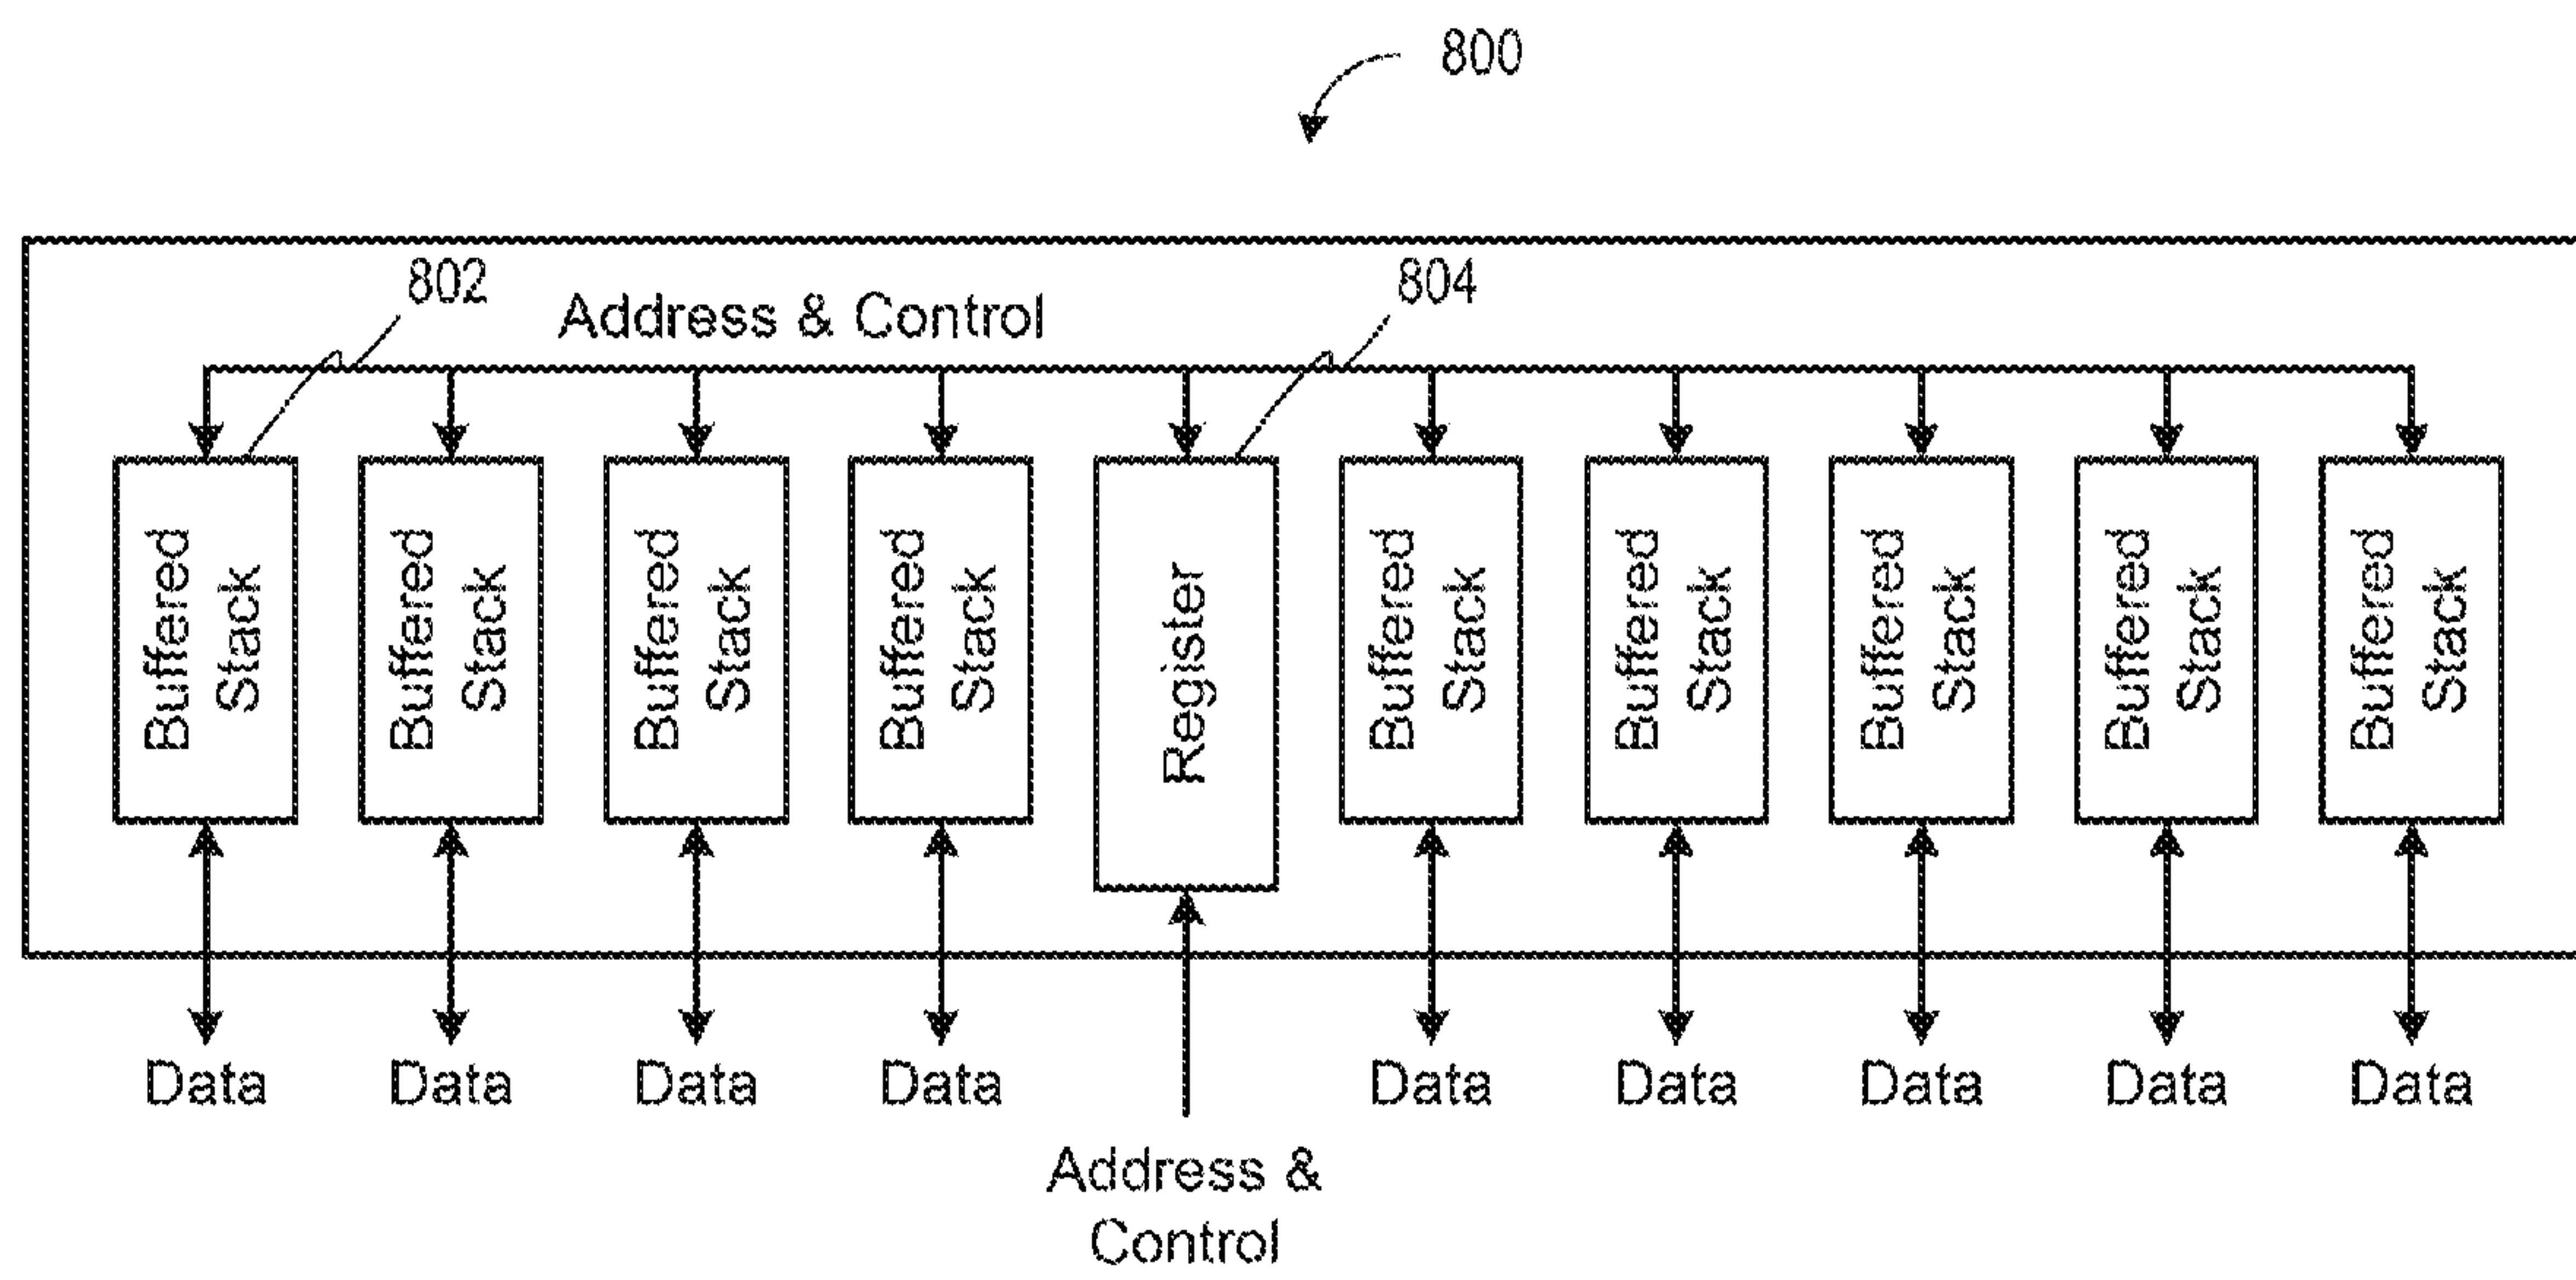 800
802
Address & Control
804
Buffered
Stack
Buffered
Stack
Buffered
Stack
Buffered
Stack
Register
Buffered
Stack
Buffered
Stack
Buffered
Stack
Buffered
Stack
Buffered
Stack
Data
Data
Data
Data
Data
Data
Data
Data
Data
Address &
Control